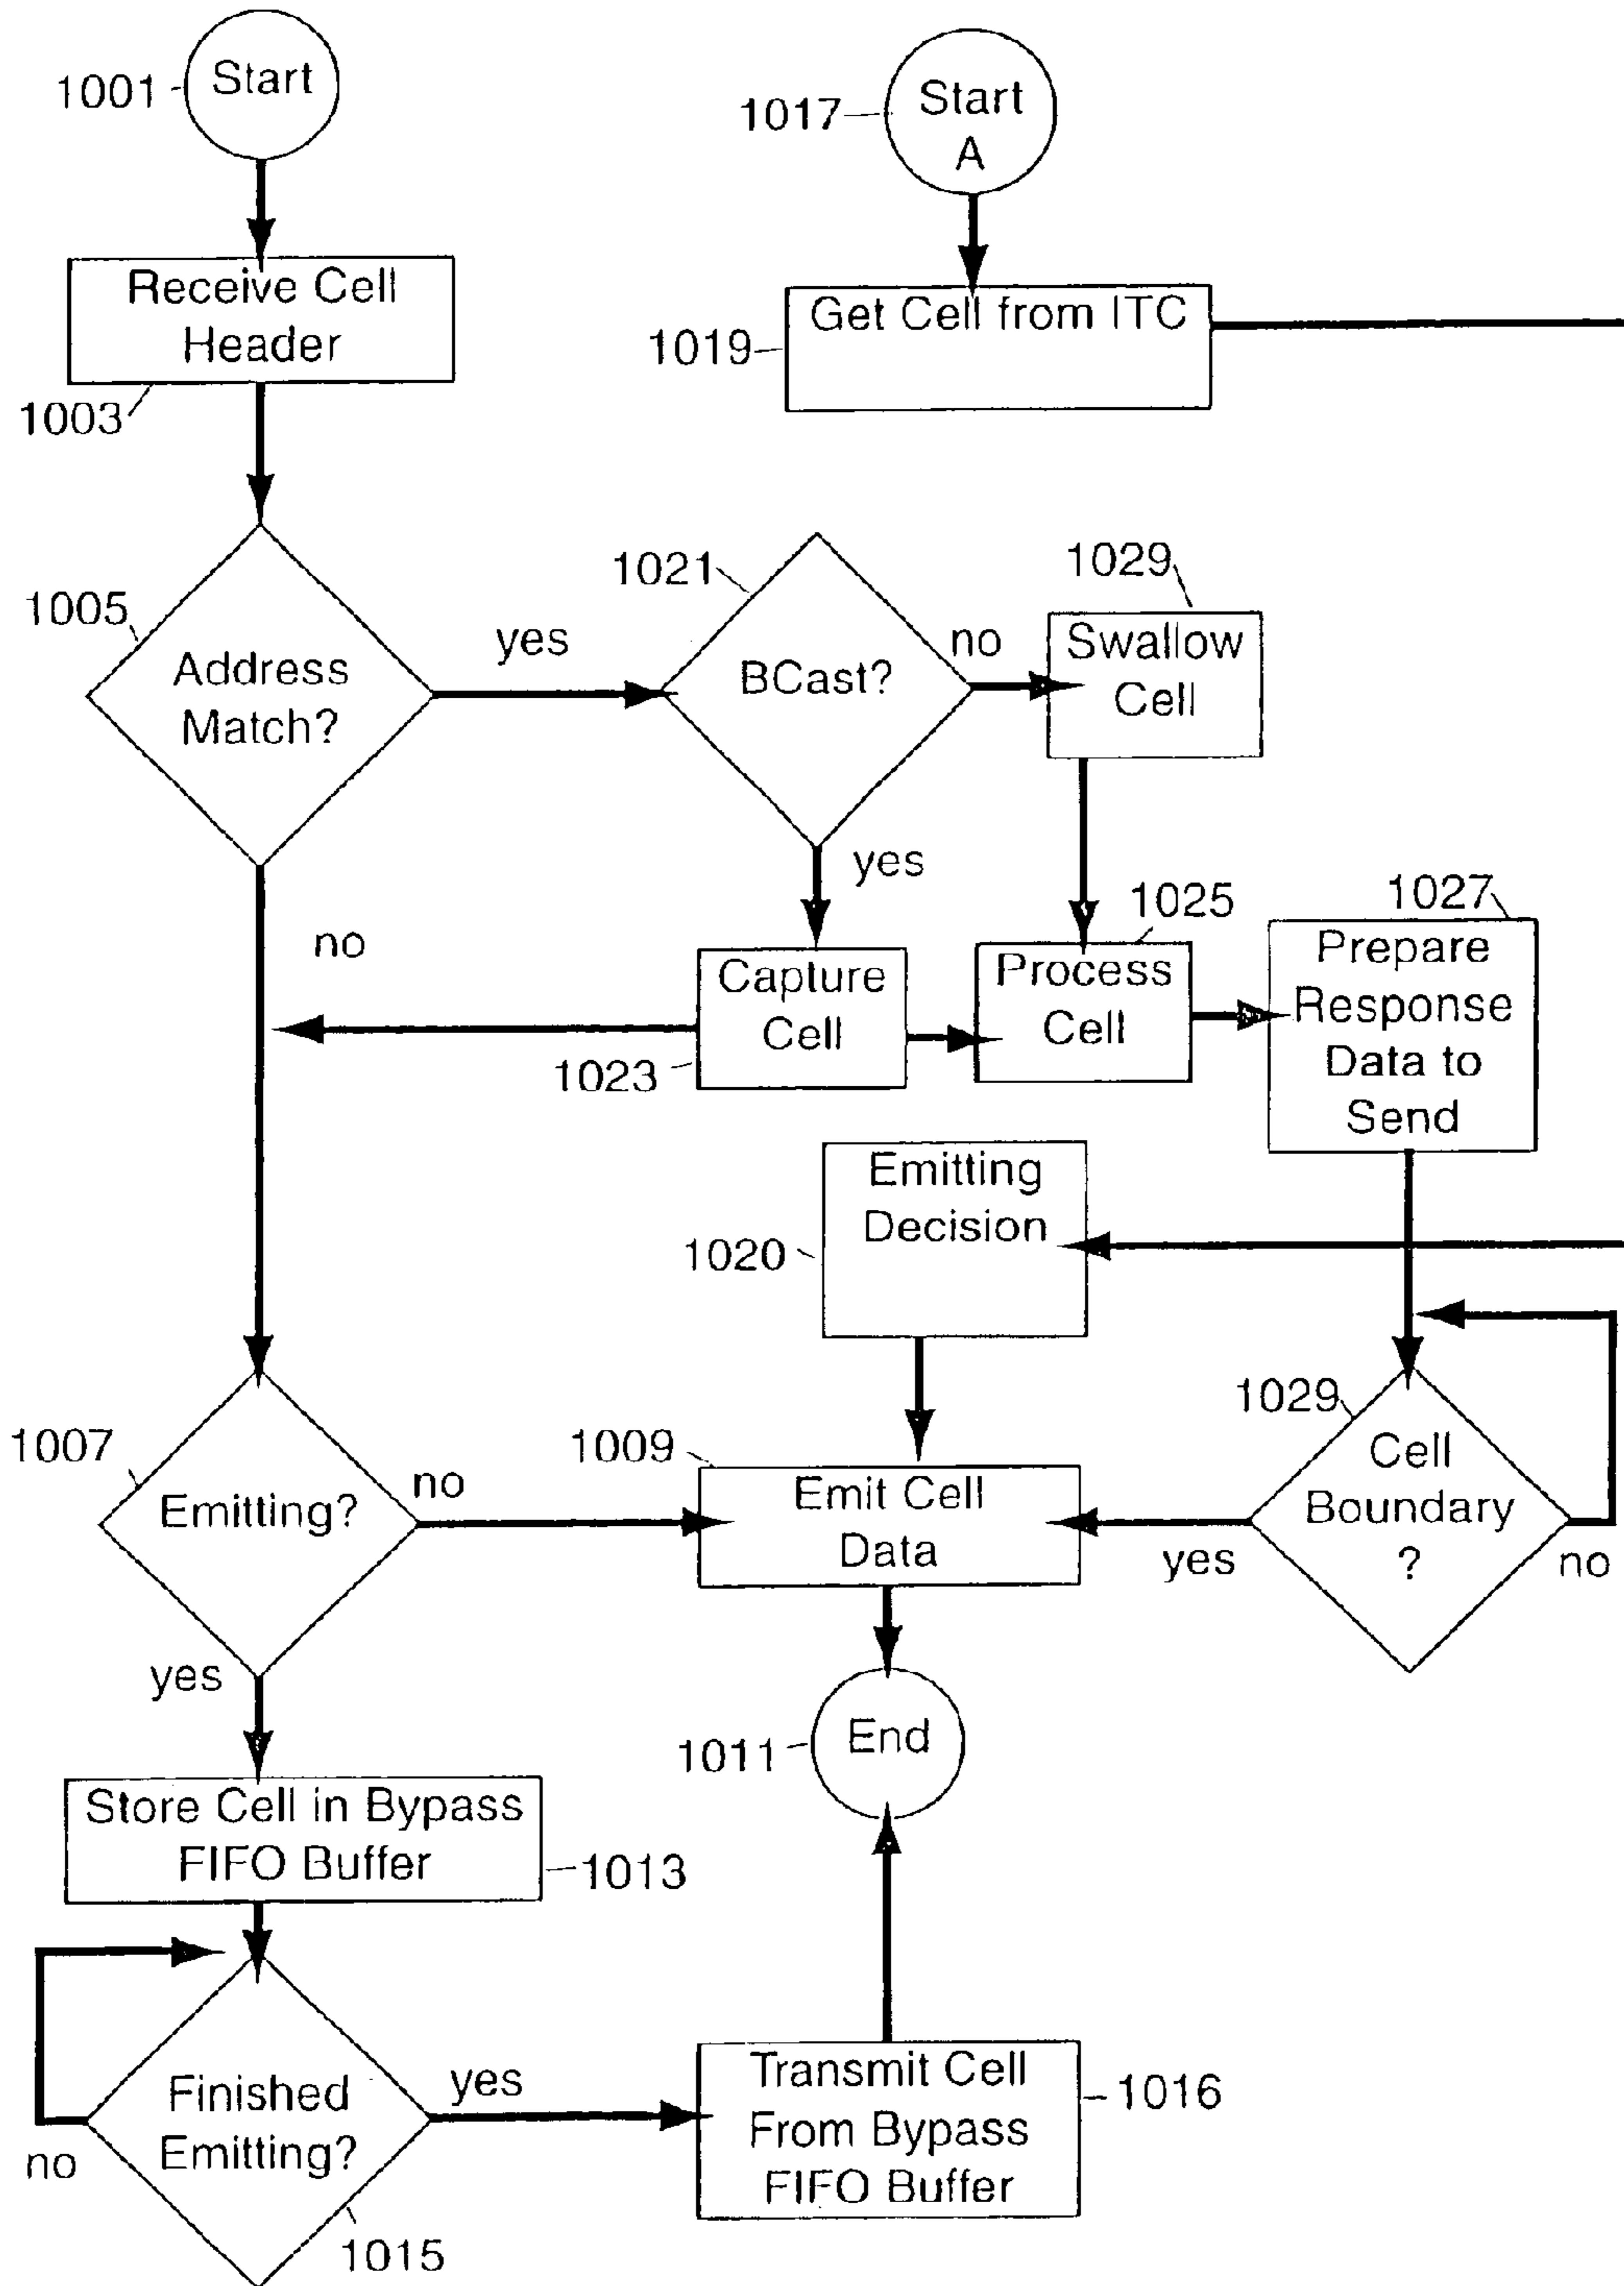 1001
Start
1017
Start
A
Receive Cell
Header
1003
Get Cell from ITC
1019
1005
Address
Match?
yes
no
1021
BCast?
no
yes
1029
Swallow
Cell
Capture
Cell
1023
1025
Process
Cell
1027
Prepare
Response
Data to
Send
Emitting
Decision
1020
1007
Emitting?
no
yes
1009
Emit Cell
Data
1029
Cell
Boundary
?
yes
no
1011
End
Store Cell in Bypass
FIFO Buffer
1013
Finished
Emitting?
no
yes
1015
Transmit Cell
From Bypass
FIFO Buffer
1016